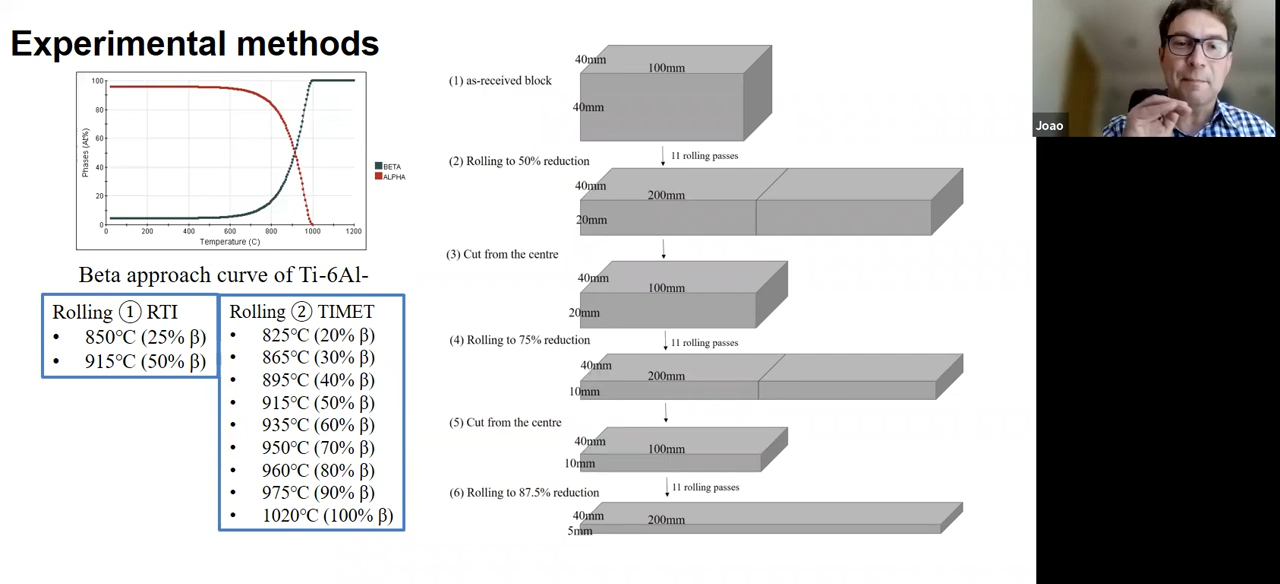 Experimental methods
100
80
60
40
20
0
Phases (At%)
0 200 400 600 800 1000 1200
Temperature (C)
BETA
ALPHA
Beta approach curve of Ti-6Al-
Rolling ① RTI
• 850℃ (25% β)
• 915℃ (50% β)
Rolling ② TIMET
• 825℃ (20% β)
• 865℃ (30% β)
• 895℃ (40% β)
• 915℃ (50% β)
• 935℃ (60% β)
• 950℃ (70% β)
• 960℃ (80% β)
• 975℃ (90% β)
• 1020℃ (100% β)
(1) as-received block
40mm
100mm
40mm
11 rolling passes
(2) Rolling to 50% reduction
40mm
200mm
20mm
(3) Cut from the centre
40mm
100mm
20mm
11 rolling passes
(4) Rolling to 75% reduction
40mm
200mm
10mm
(5) Cut from the centre
40mm
100mm
10mm
11 rolling passes
(6) Rolling to 87.5% reduction
40mm
200mm
5mm
Joao